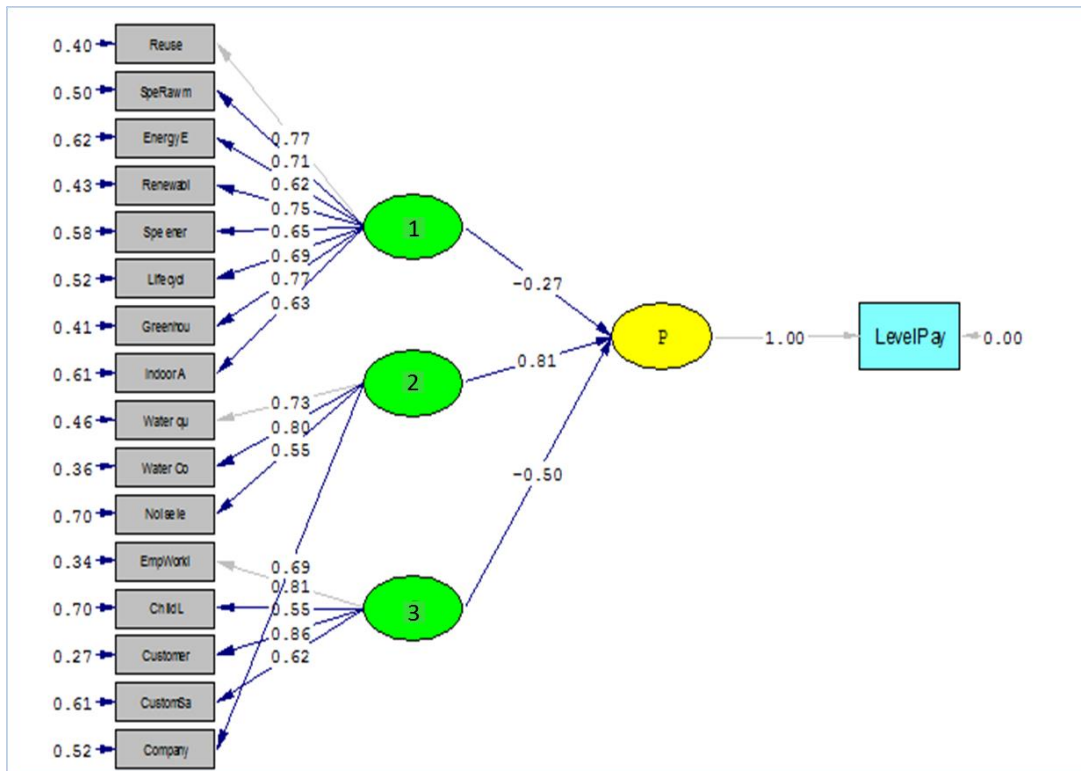 0.40 Reuse
0.50 SpeRawm
0.62 EnergyE
0.43 Renewabl
0.58 Spe ener
0.52 Lifecycl
0.41 Greenhou
0.61 IndoorA
0.46 Water qu
0.36 Water Co
0.70 Noisele
0.34 EmpWorkl
0.70 ChildL
0.27 Customer
0.61 CustomSa
0.52 Company
0.77
0.71
0.62
0.75
0.65
0.69
0.77
0.63
0.73
0.80
0.55
0.69
0.81
0.55
0.86
0.62
1
2
3
-0.27
0.81
-0.50
P
1.00
LevelPay
0.00